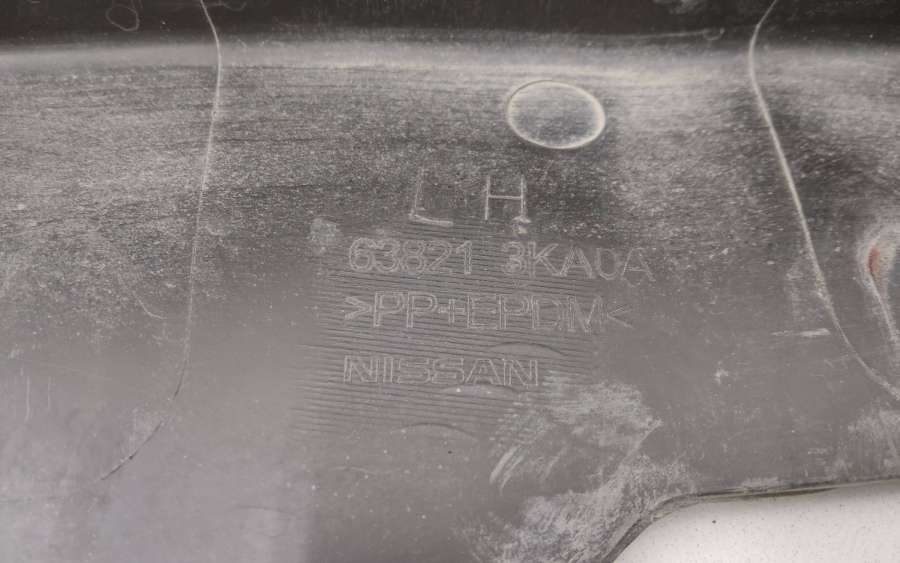 LH
63821 3KA0A
>PP+EPDM<
NISSAN